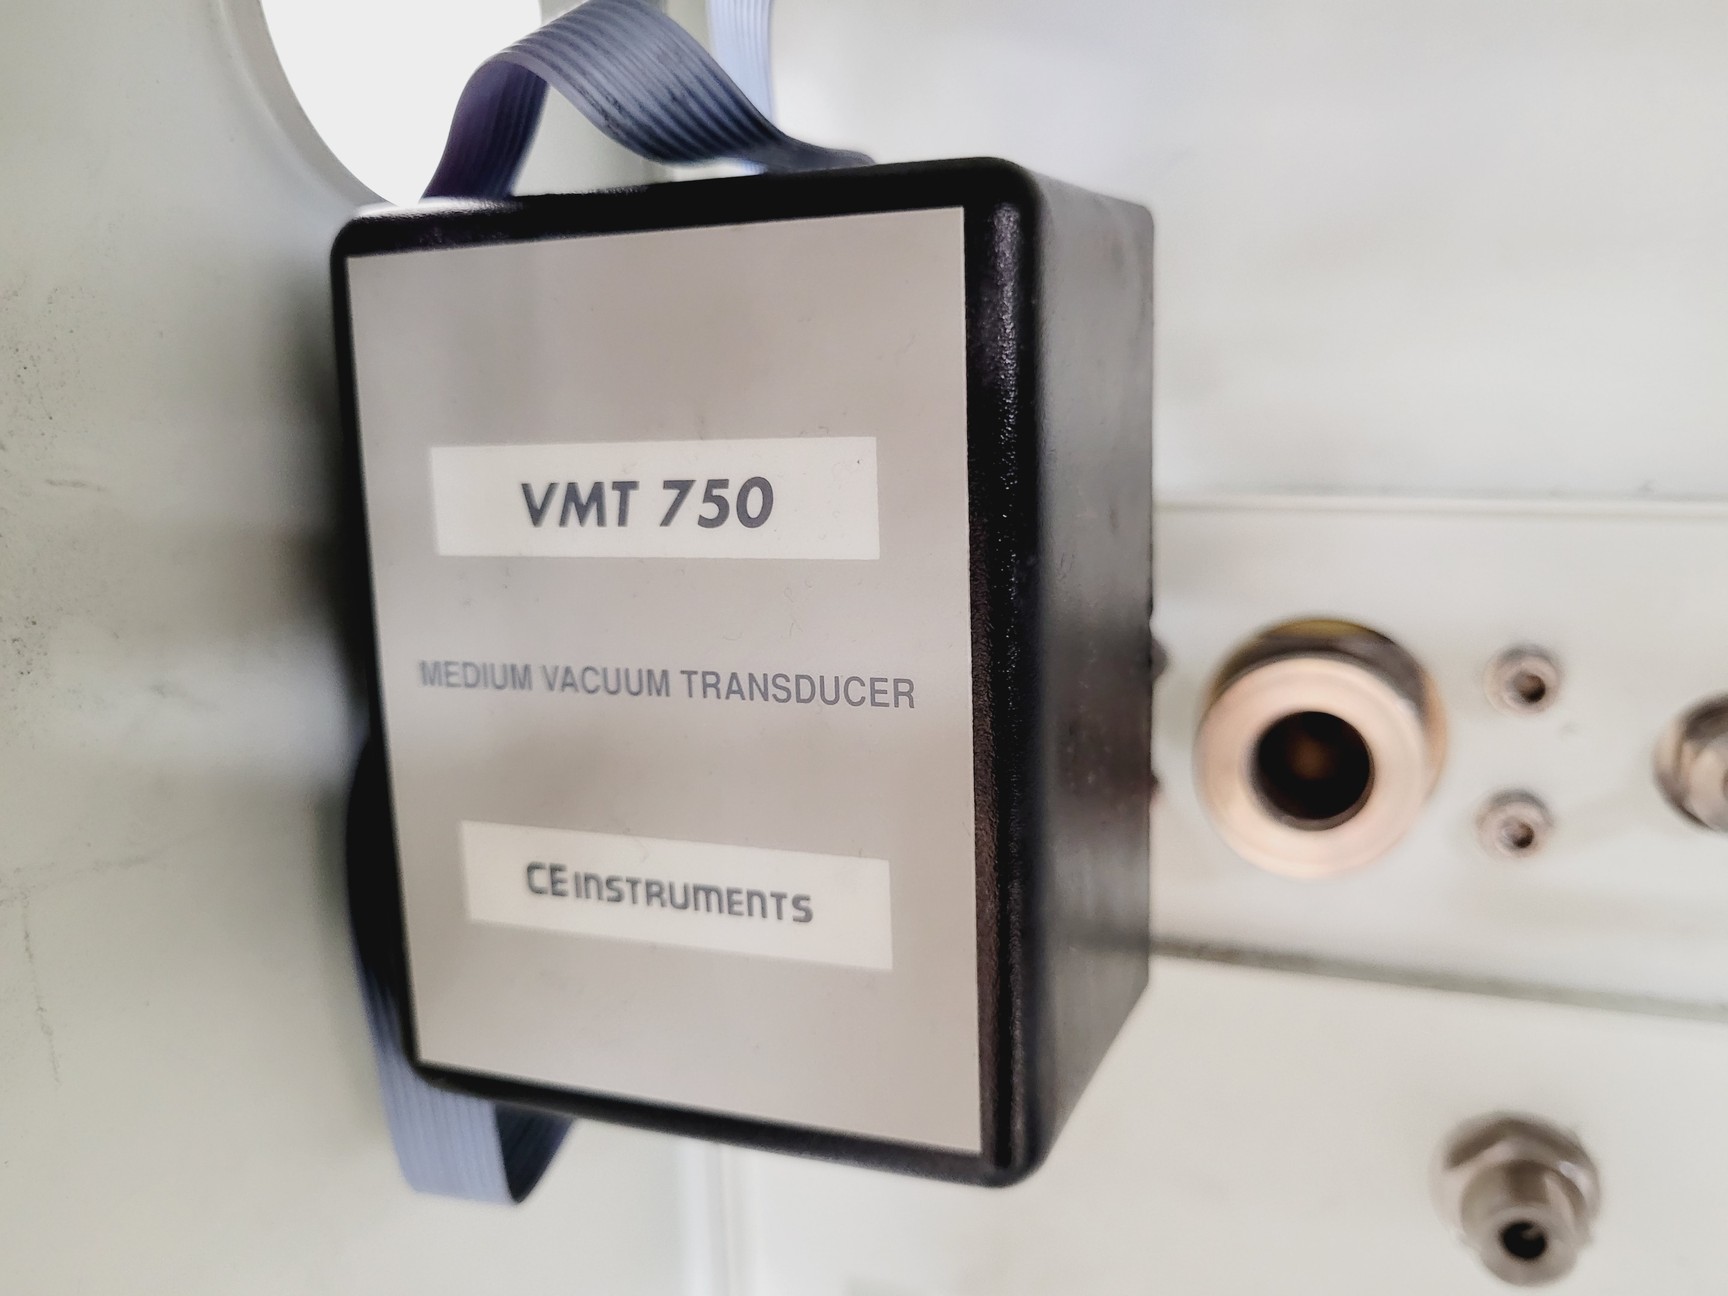 VMT 750
MEDIUM VACUUM TRANSDUCER
CE INSTRUMENTS